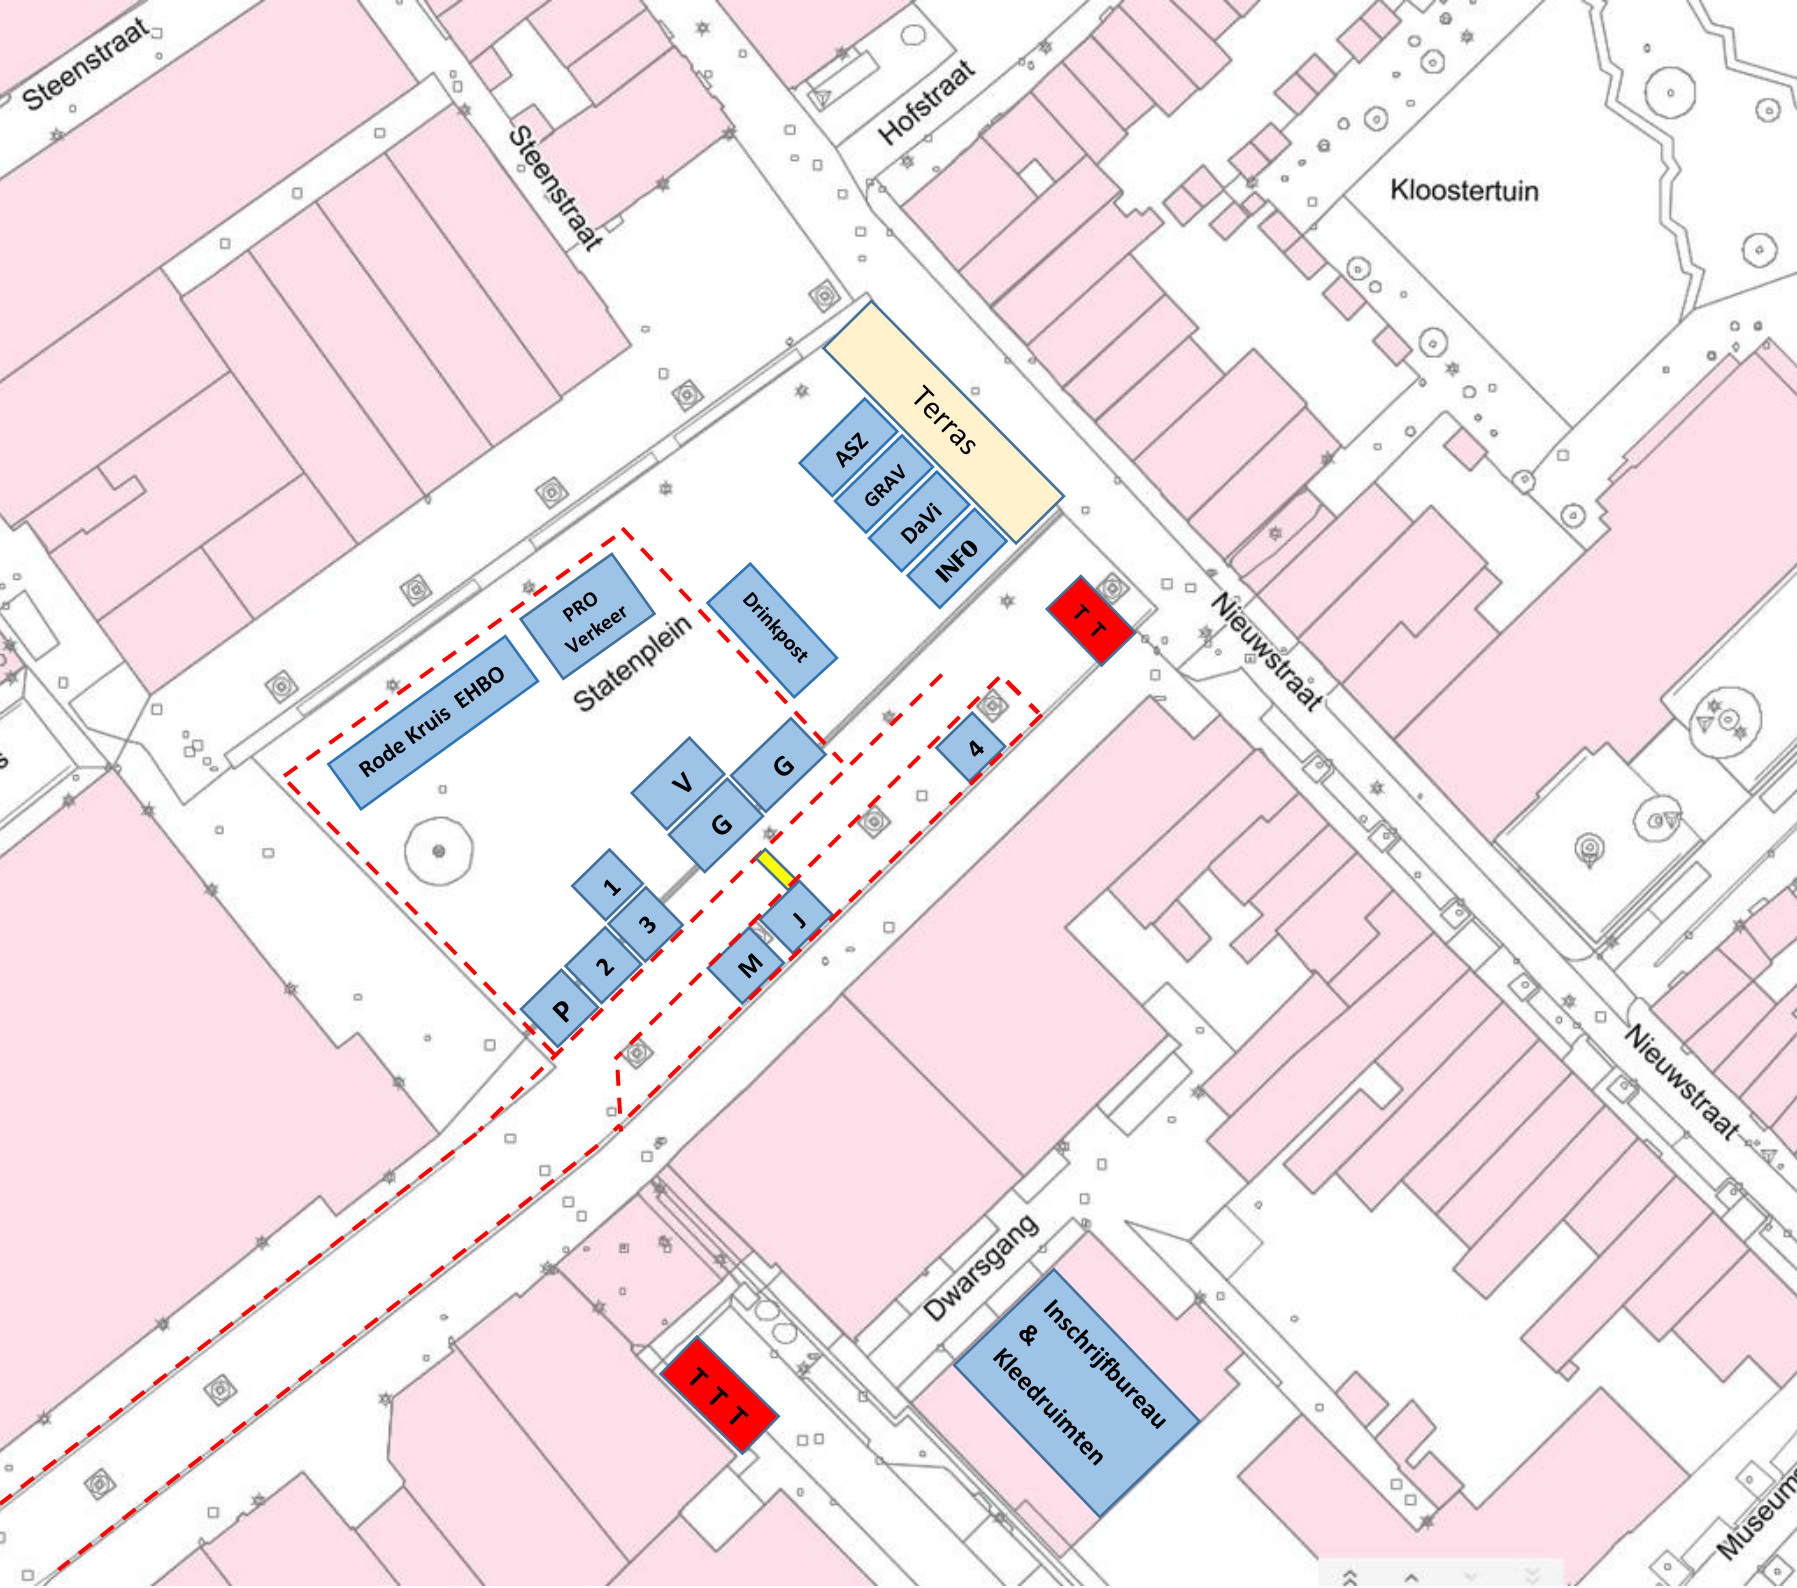 Steenstraat
Steenstraat
Hofstraat
Kloostertuin
Terras
ASZ
GRAV
DaVi
INFO
PRO
Verkeer
Drinkpost
Rode Kruis EHBO
Statenplein
T T
Nieuwstraat
4
V
G
G
1
3
2
P
J
M
Nieuwstraat
Dwarsgang
Inschrijfbureau
&
Kleedruimten
T T T
Museums